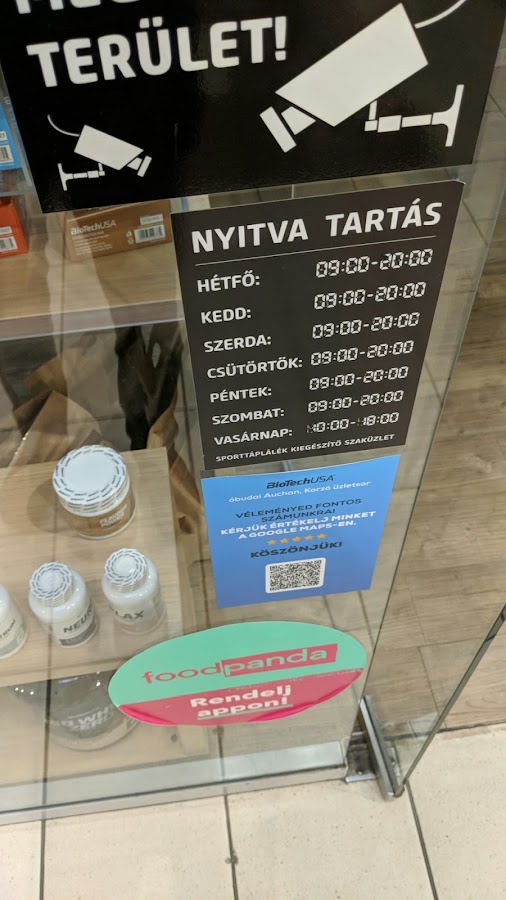 TERÜLET!
BioTechUSA
NYITVA TARTÁS
HÉTFŐ: 09:00-20:00
KEDD: 09:00-20:00
SZERDA: 09:00-20:00
CSÜTÖRTÖK: 09:00-20:00
PÉNTEK: 09:00-20:00
SZOMBAT: 09:00-20:00
VASÁRNAP: 10:00-18:00
SPORTTÁPLÁLÉK KIEGÉSZÍTŐ SZAKÜZLET
BioTechUSA
óbudai Auchan, Korzó üzletsor
VÉLEMÉNYED FONTOS
SZÁMUNKRA!
KÉRJÜK ÉRTÉKELJ MINKET
A GOOGLE MAPS-EN.
KÖSZÖNJÜK!
foodpanda
Rendelj
appon!